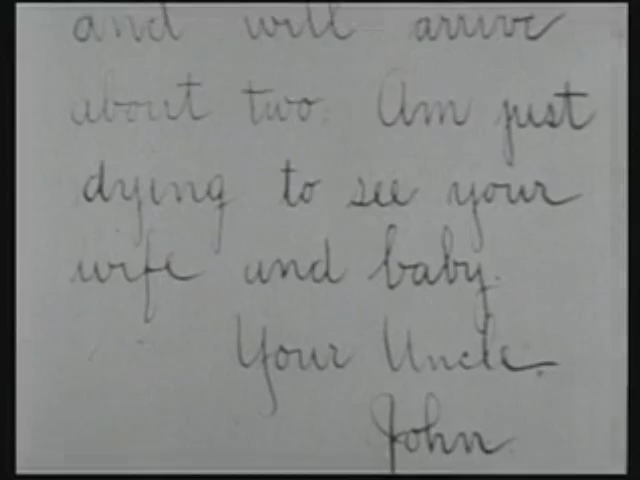 and will arrive
about two. Am just
dying to see your
wife and baby.
Your Uncle.
John